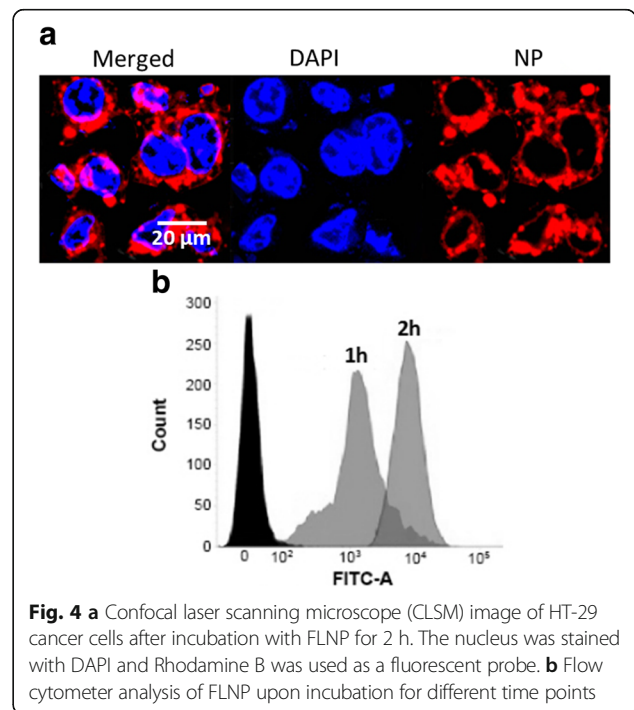 a
Merged DAPI NP
20 μm
b
300
250
200
150
100
50
0
Count
1h
2h
0 10² 10³ 10⁴ 10⁵
FITC-A
Fig. 4 a Confocal laser scanning microscope (CLSM) image of HT-29
cancer cells after incubation with FLNP for 2 h. The nucleus was stained
with DAPI and Rhodamine B was used as a fluorescent probe. b Flow
cytometer analysis of FLNP upon incubation for different time points